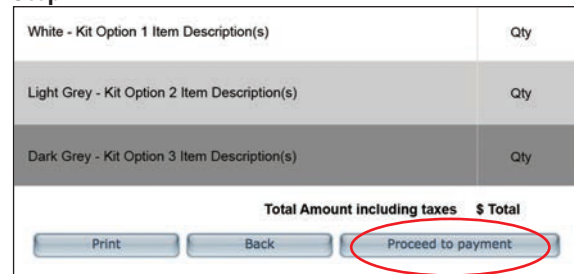 White - Kit Option 1 Item Description(s) Qty
Light Grey - Kit Option 2 Item Description(s) Qty
Dark Grey - Kit Option 3 Item Description(s) Qty
Total Amount including taxes $ Total
Print Back Proceed to payment